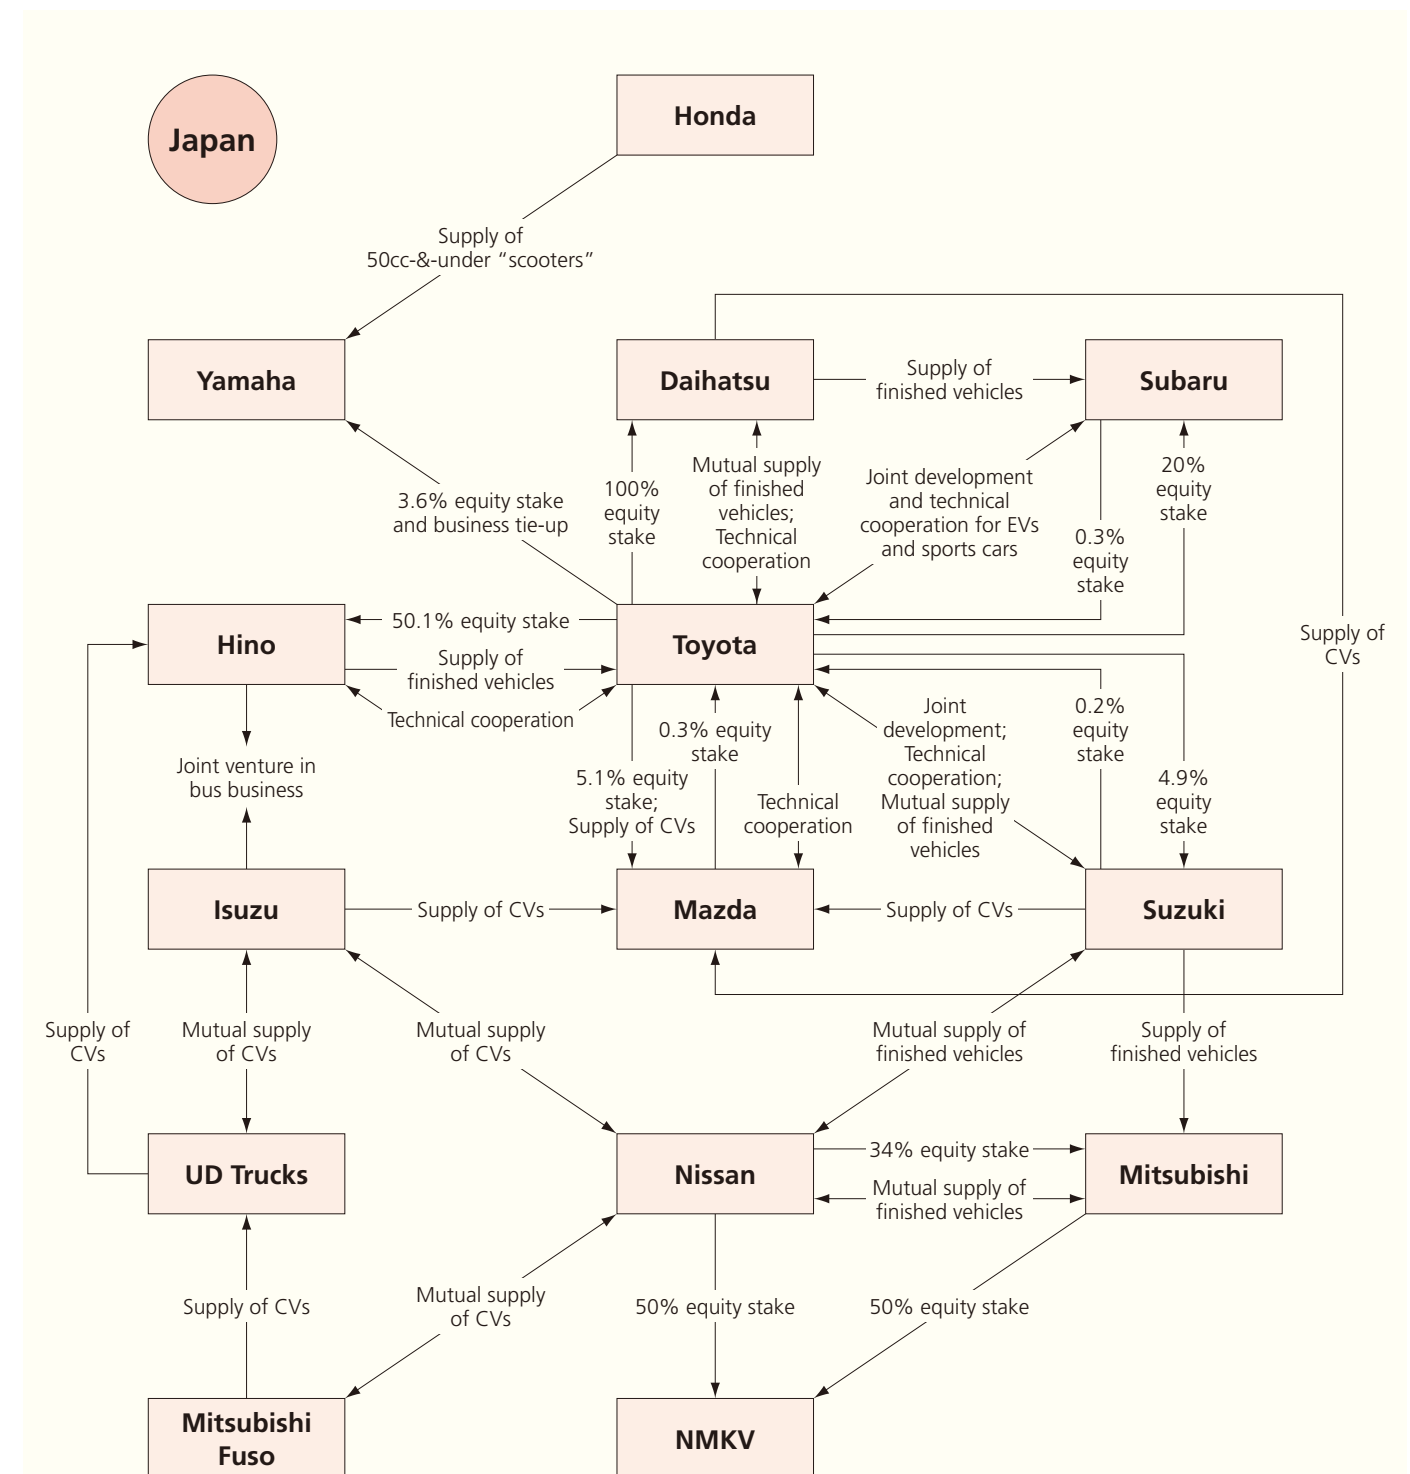 Japan
Honda
Supply of
50cc-&-under “scooters”
Yamaha
Daihatsu
Supply of
finished vehicles
Subaru
3.6% equity stake
and business tie-up
100%
equity
stake
Mutual supply
of finished
vehicles;
Technical
cooperation
Joint development
and technical
cooperation for EVs
and sports cars
0.3%
equity
stake
20%
equity
stake
Hino
50.1% equity stake
Supply of
finished vehicles
Technical cooperation
Toyota
Supply of
CVs
Joint venture in
bus business
5.1% equity
stake;
Supply of CVs
0.3% equity
stake
Technical
cooperation
Joint
development;
Technical
cooperation;
Mutual supply
of finished
vehicles
0.2%
equity
stake
4.9%
equity
stake
Isuzu
Supply of CVs
Mazda
Supply of CVs
Suzuki
Supply of
CVs
Mutual supply
of CVs
Mutual supply
of CVs
Mutual supply of
finished vehicles
Supply of
finished vehicles
UD Trucks
Nissan
34% equity stake
Mutual supply of
finished vehicles
Mitsubishi
Supply of CVs
Mutual supply
of CVs
50% equity stake
50% equity stake
Mitsubishi
Fuso
NMKV